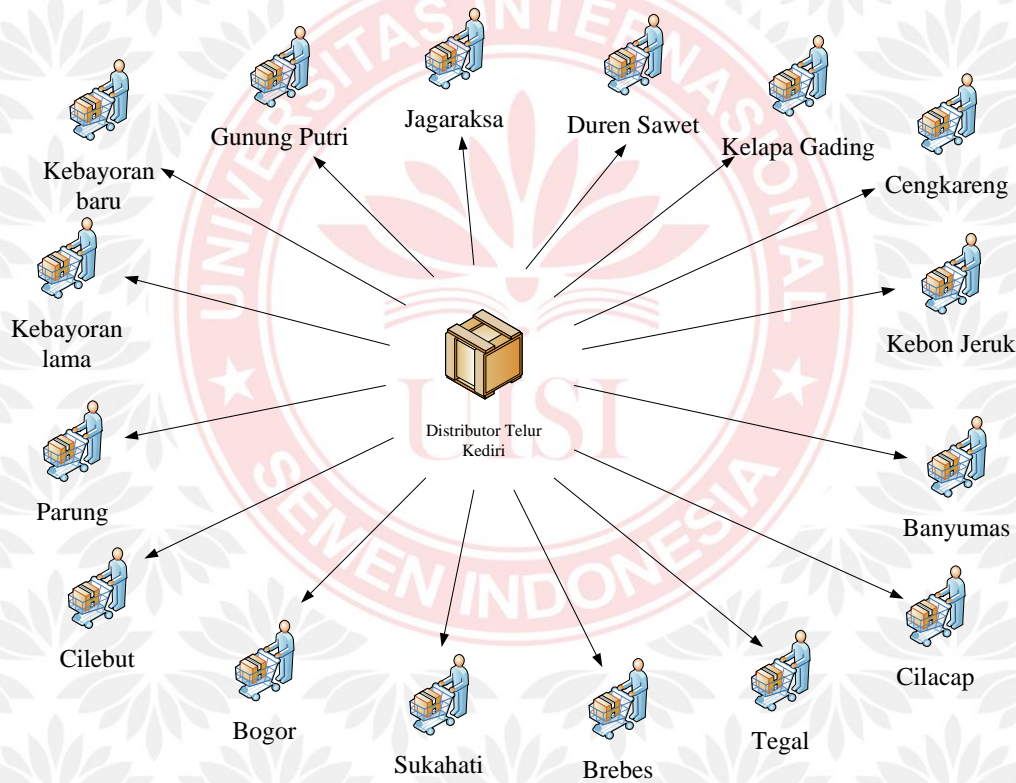 Jagaraksa
Duren Sawet
Gunung Putri
Kelapa Gading
Kebayoran
baru
Cengkareng
Kebayoran
lama
Kebon Jeruk
Distributor Telur
Kediri
Parung
Banyumas
Cilebut
Cilacap
Bogor
Tegal
Sukahati
Brebes
UNIVERSITAS INTERNASIONAL
UISI
SEMEN INDONESIA